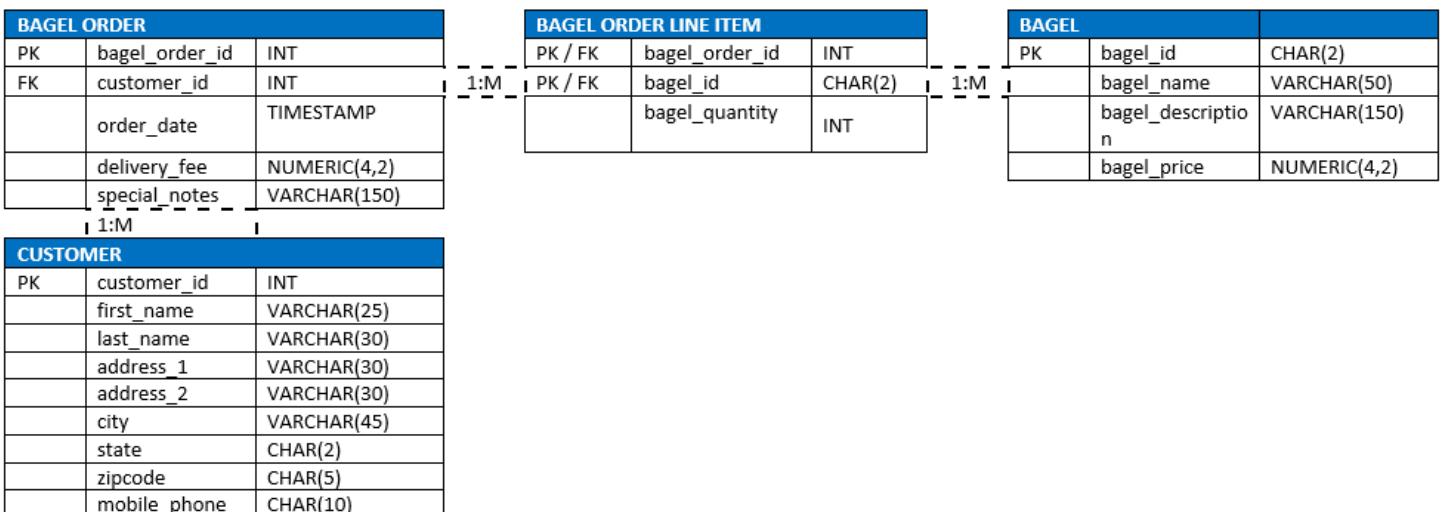 BAGEL ORDER
PK bagel_order_id INT
FK customer_id INT
order_date TIMESTAMP
delivery_fee NUMERIC(4,2)
special_notes VARCHAR(150)
1:M
BAGEL ORDER LINE ITEM
PK / FK bagel_order_id INT
PK / FK bagel_id CHAR(2)
bagel_quantity INT
1:M
BAGEL
PK bagel_id CHAR(2)
bagel_name VARCHAR(50)
bagel_descriptio VARCHAR(150)
n
bagel_price NUMERIC(4,2)
1:M
CUSTOMER
PK customer_id INT
first_name VARCHAR(25)
last_name VARCHAR(30)
address_1 VARCHAR(30)
address_2 VARCHAR(30)
city VARCHAR(45)
state CHAR(2)
zipcode CHAR(5)
mobile_phone CHAR(10)